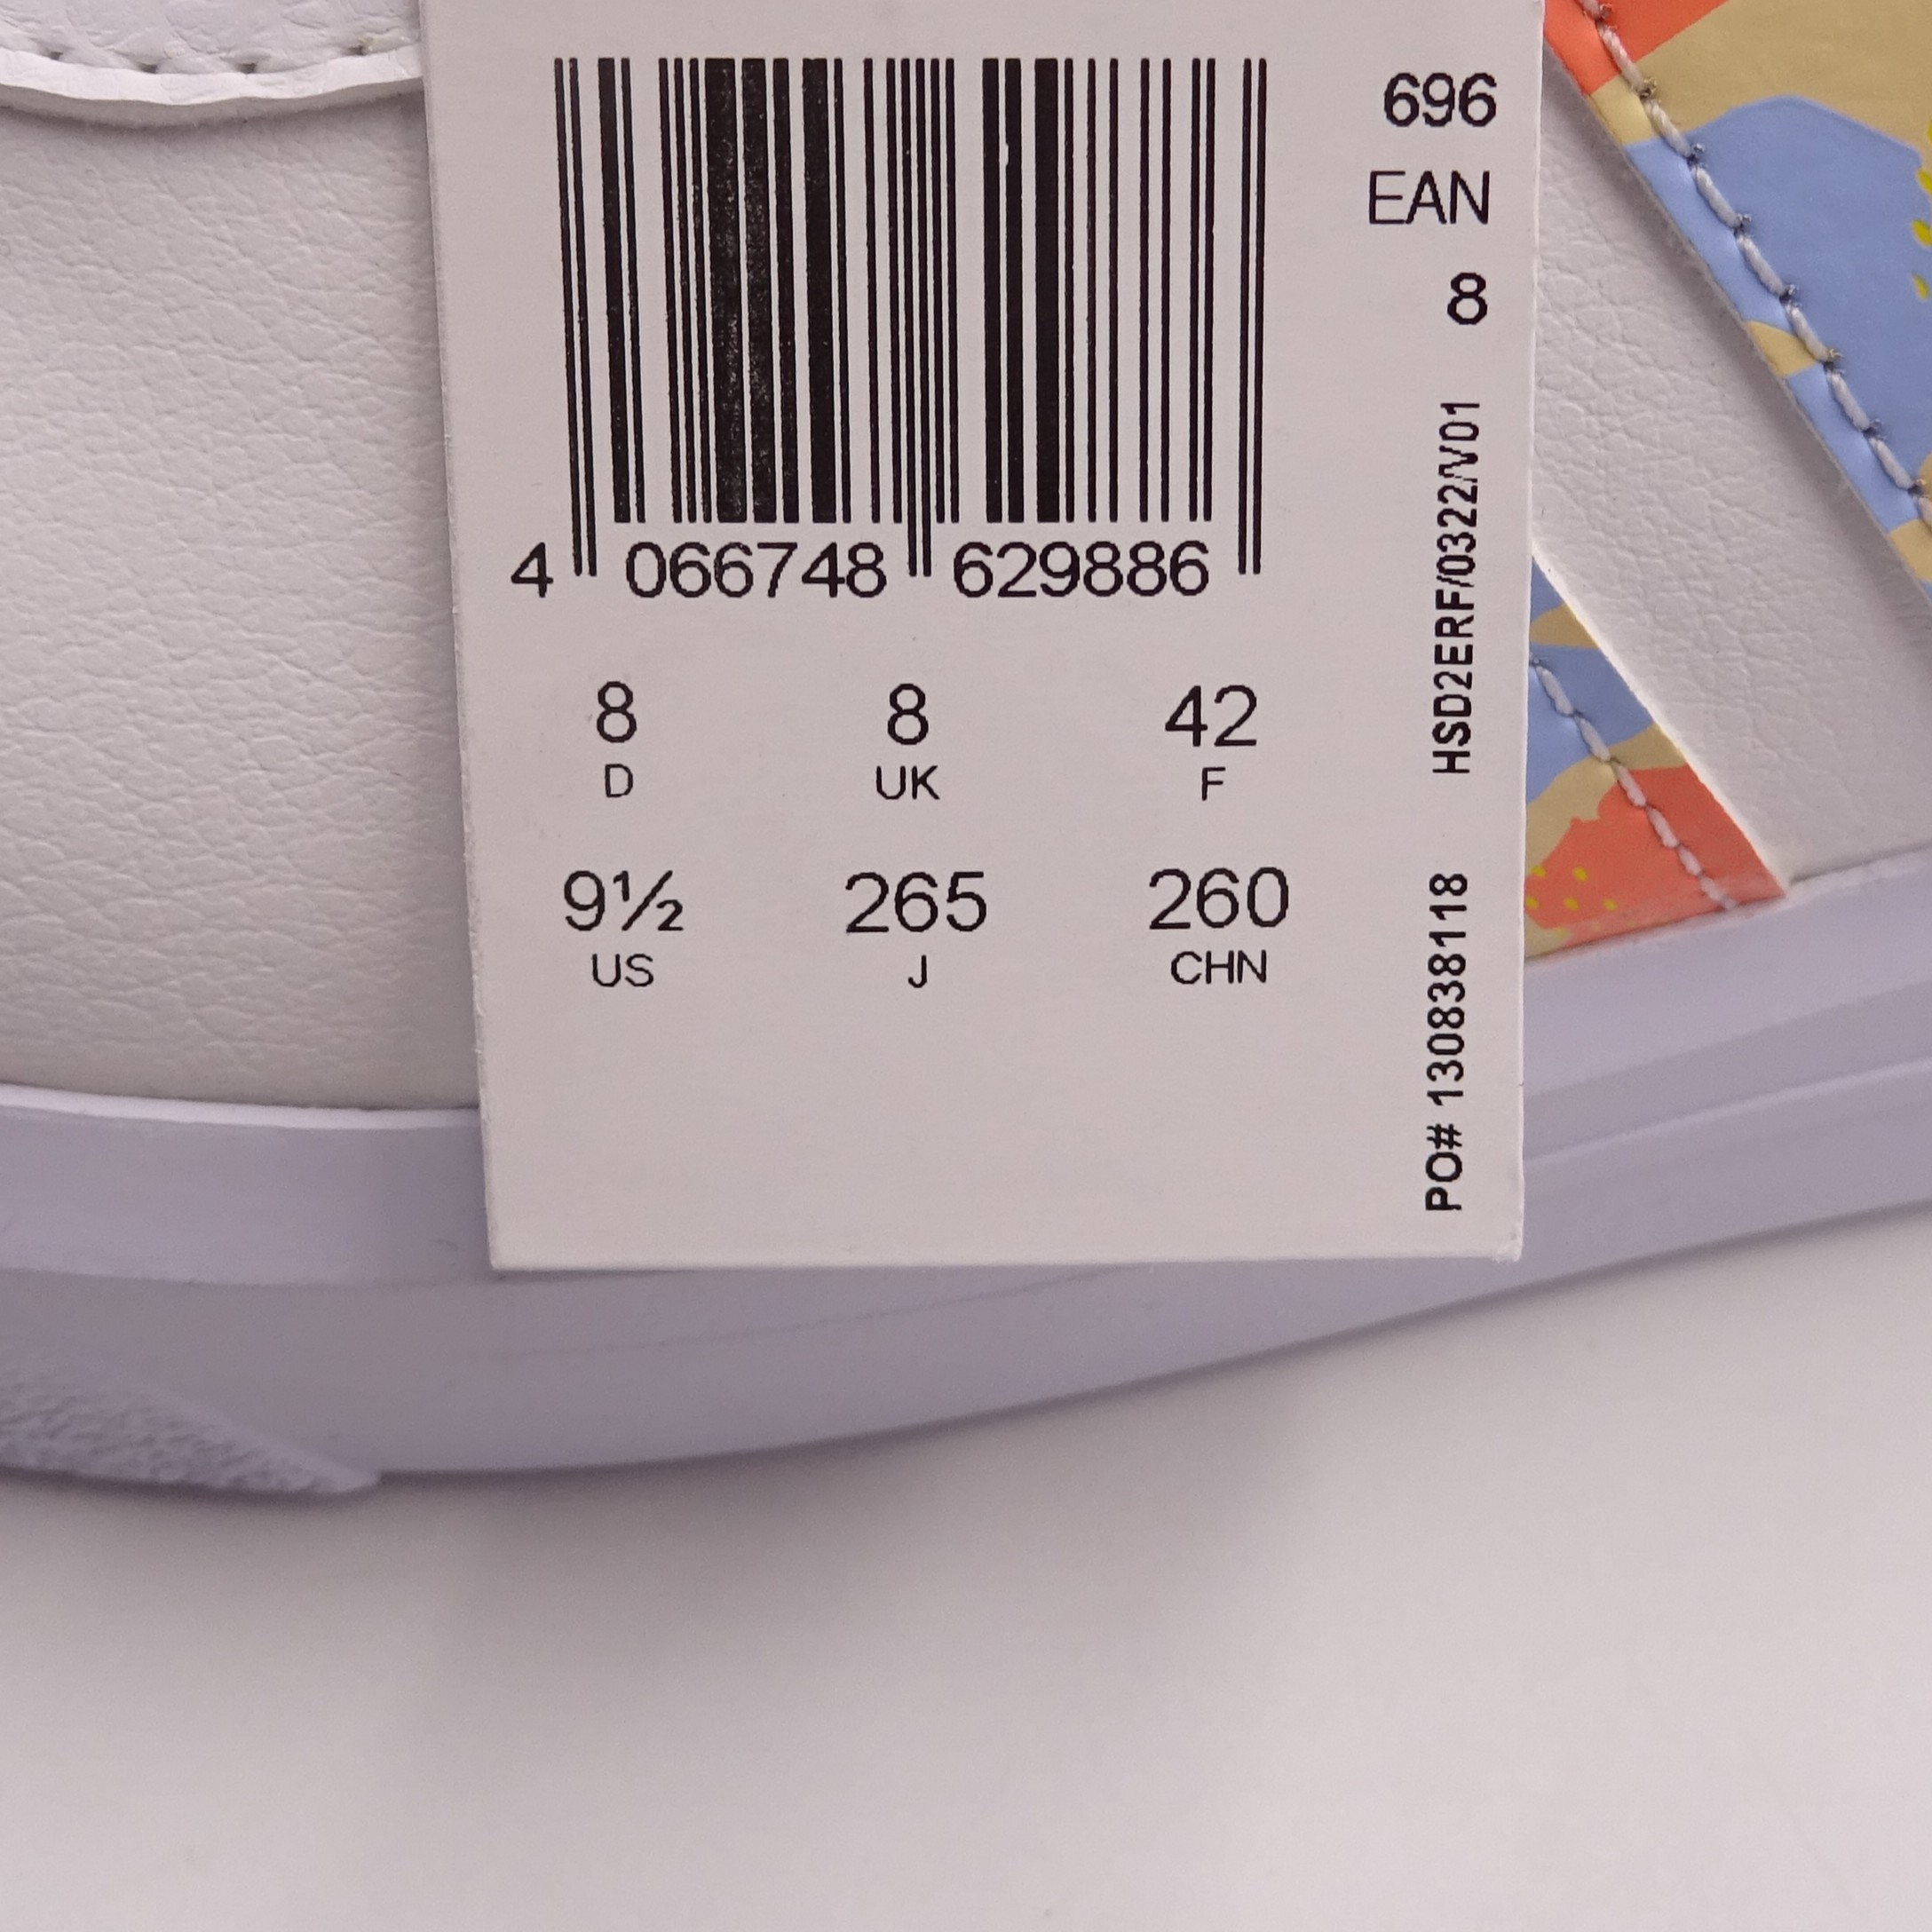 696
EAN
8
4 066748 629886
8 8 42
D UK F
9½ 265 260
US J CHN
HSD2ERF/0322/V01
PO# 130838118